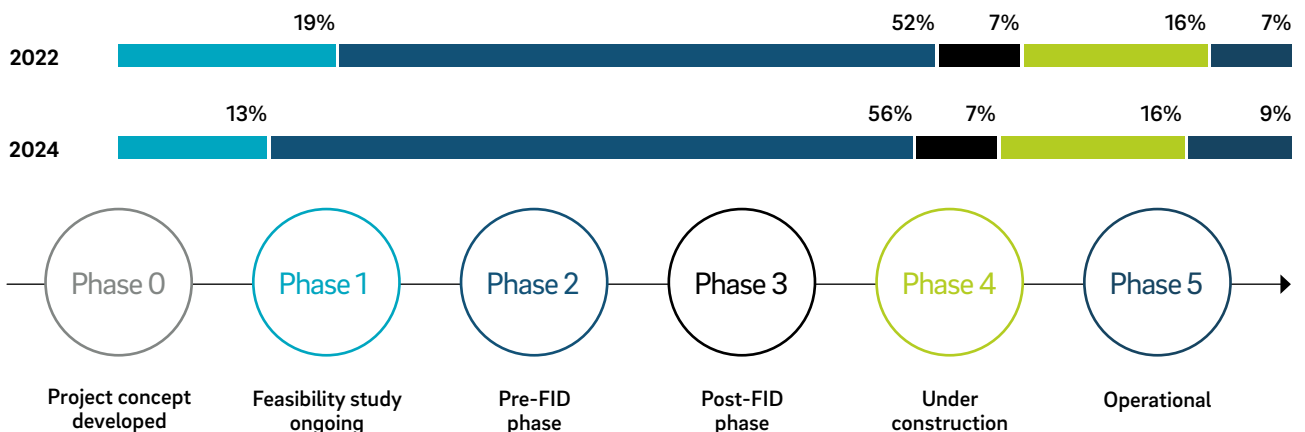 19% 52% 7% 16% 7%
2022
13% 56% 7% 16% 9%
2024
Phase 0 Phase 1 Phase 2 Phase 3 Phase 4 Phase 5
Project concept Feasibility study Pre-FID Post-FID Under Operational
developed ongoing phase phase construction